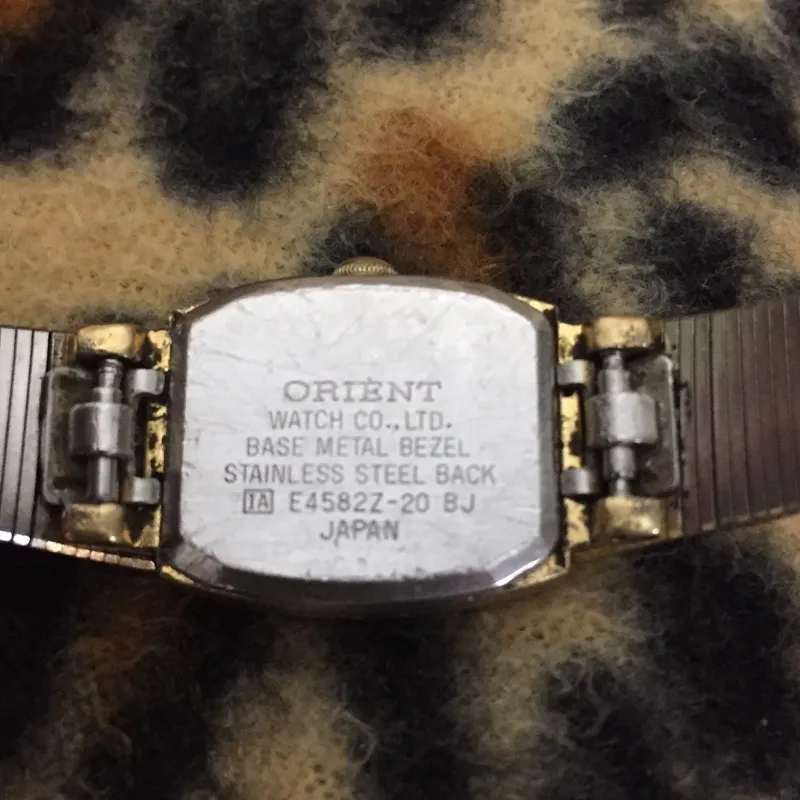 ORIENT
WATCH CO.,LTD.
BASE METAL BEZEL
STAINLESS STEEL BACK
IA E4582Z-20 BJ
JAPAN